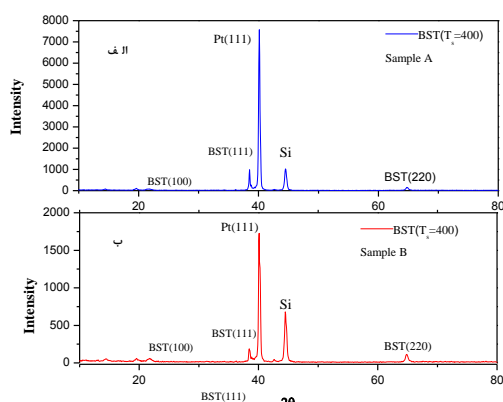 8000
7000
6000
5000
4000
3000
2000
1000
0
Intensity
الف
Pt(111)
BST(Ts=400)
Sample A
BST(111)
Si
BST(100)
BST(220)
20
40
60
80
2000
1500
1000
500
0
Intensity
ب
Pt(111)
BST(Ts=400)
Sample B
Si
BST(111)
BST(100)
BST(220)
20
40
60
80
BST(111)
2θ